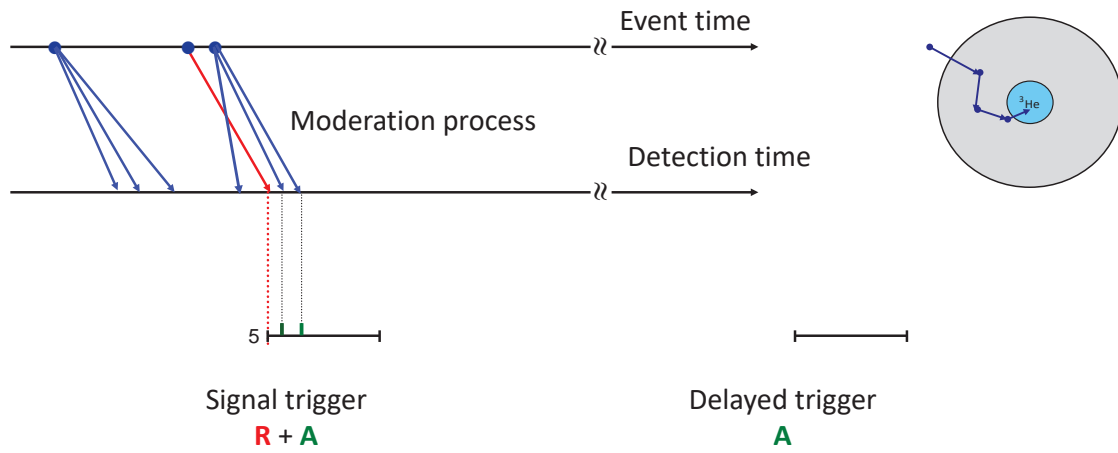 Event time
³He
Moderation process
Detection time
5
Signal trigger
R + A
Delayed trigger
A